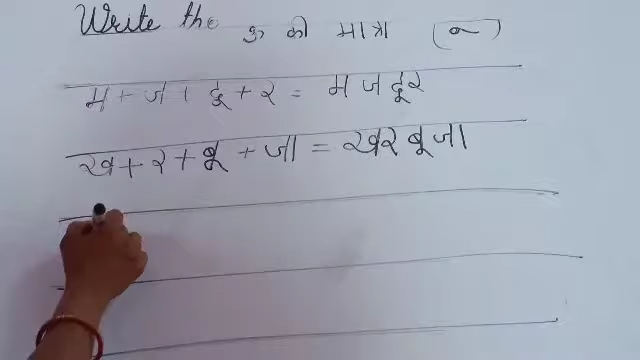 Write the ऊ की मात्रा (ू)
म + ज + दू + र = मजदूर
ख + र + बू + जा = खरबूजा